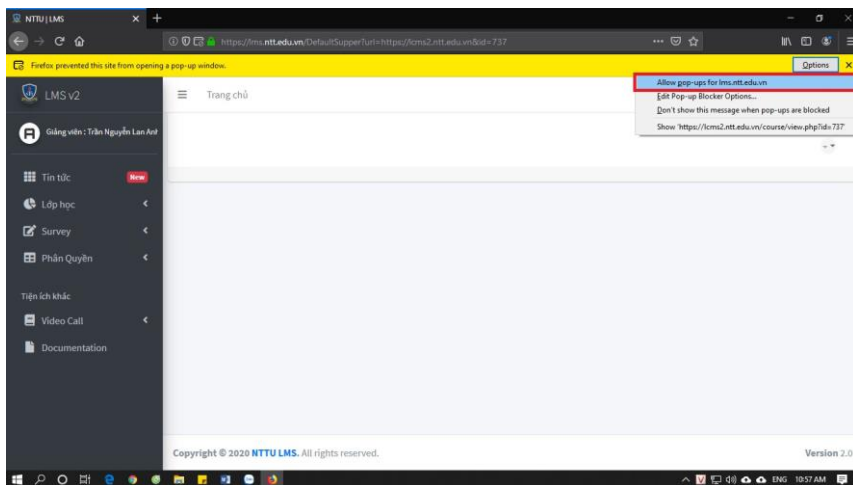 NTTU | LMS
https://lms.ntt.edu.vn/DefaultSupper?url=https://lcms2.ntt.edu.vn&id=737
Firefox prevented this site from opening a pop-up window.
Options
Allow pop-ups for lms.ntt.edu.vn
Edit Pop-up Blocker Options...
Don't show this message when pop-ups are blocked
Show 'https://lcms2.ntt.edu.vn/course/view.php?id=737'
LMS v2
Trang chủ
Giảng viên : Trần Nguyễn Lan Anh
Tin tức
New
Lớp học
Survey
Phân Quyền
Tiện ích khác
Video Call
Documentation
Copyright © 2020 NTTU LMS. All rights reserved.
Version 2.0
ENG
10:57 AM